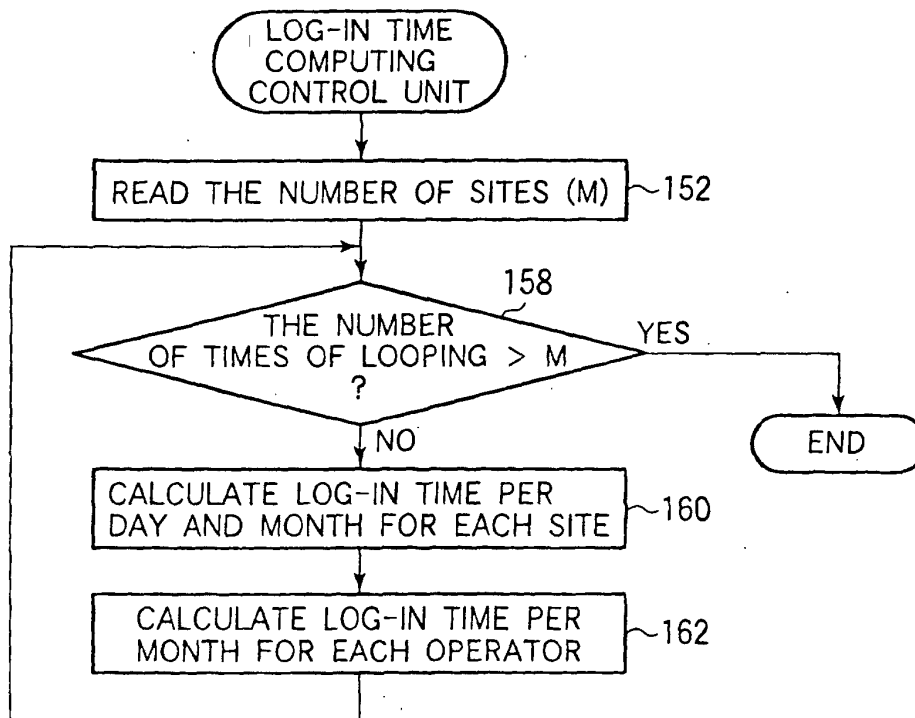 LOG-IN TIME
COMPUTING
CONTROL UNIT
READ THE NUMBER OF SITES (M)
152
158
THE NUMBER
OF TIMES OF LOOPING > M
?
YES
NO
END
CALCULATE LOG-IN TIME PER
DAY AND MONTH FOR EACH SITE
160
CALCULATE LOG-IN TIME PER
MONTH FOR EACH OPERATOR
162